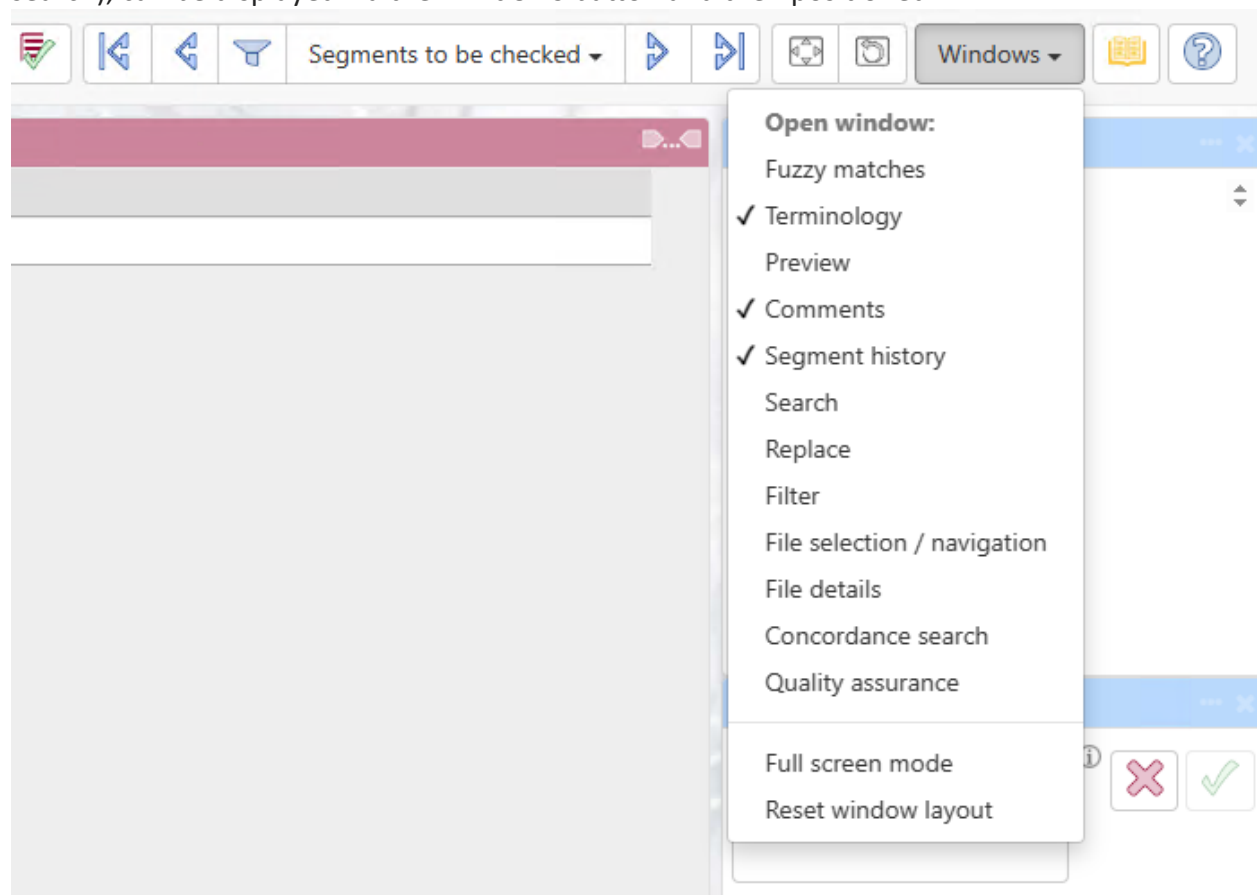 Segments to be checked
Windows
Open window:
Fuzzy matches
✓ Terminology
Preview
✓ Comments
✓ Segment history
Search
Replace
Filter
File selection / navigation
File details
Concordance search
Quality assurance
Full screen mode
Reset window layout